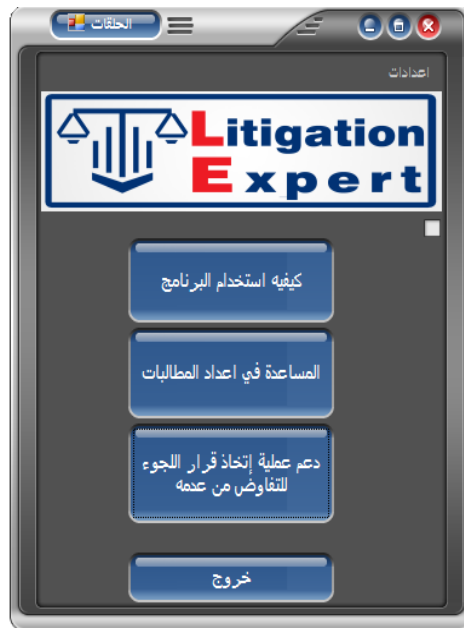 الحلقات
اعدادات
Litigation
Expert
كيفيه استخدام البرنامج
المساعدة في اعداد المطالبات
دعم عملية إتخاذ قرار اللجوء
للتفاوض من عدمه
خروج